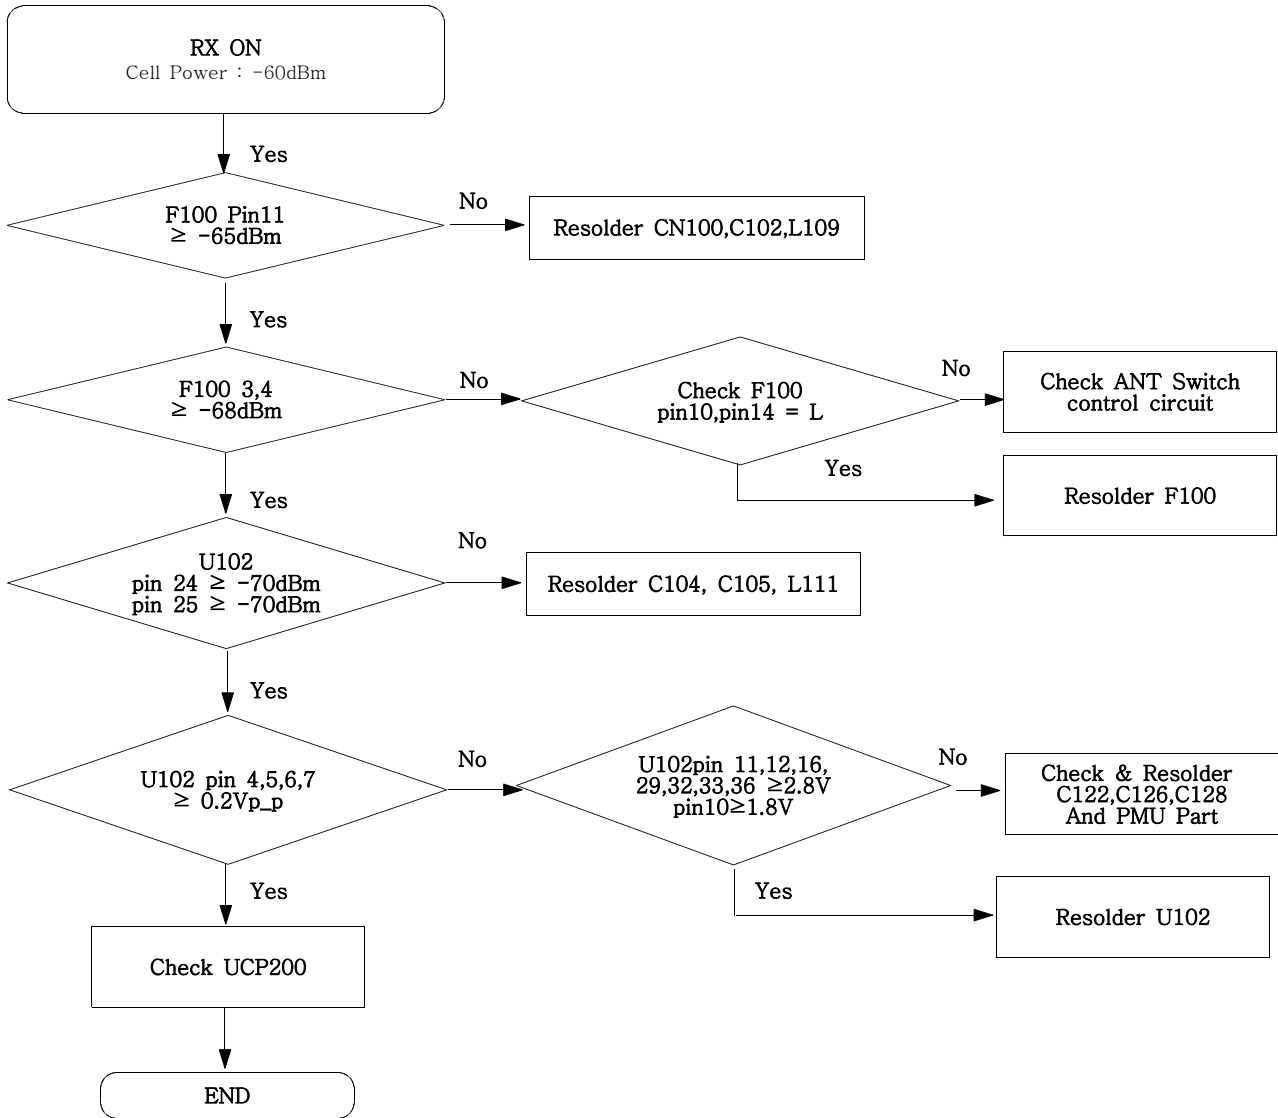 RX ON
Cell Power : -60dBm
Yes
F100 Pin11
≥ -65dBm
No
Resolder CN100,C102,L109
Yes
F100 3,4
≥ -68dBm
No
Check F100
pin10,pin14 = L
No
Check ANT Switch
control circuit
Yes
Resolder F100
Yes
U102
pin 24 ≥ -70dBm
pin 25 ≥ -70dBm
No
Resolder C104, C105, L111
Yes
U102 pin 4,5,6,7
≥ 0.2Vp_p
No
U102pin 11,12,16,
29,32,33,36 ≥2.8V
pin10≥1.8V
No
Check & Resolder
C122,C126,C128
And PMU Part
Yes
Resolder U102
Yes
Check UCP200
END